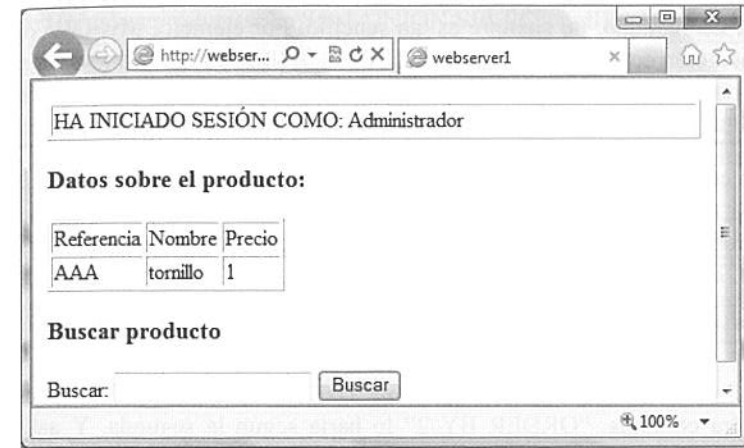 http://webser...
webserver1
HA INICIADO SESIÓN COMO: Administrador
Datos sobre el producto:
Referencia Nombre Precio
AAA tornillo 1
Buscar producto
Buscar: Buscar
100%